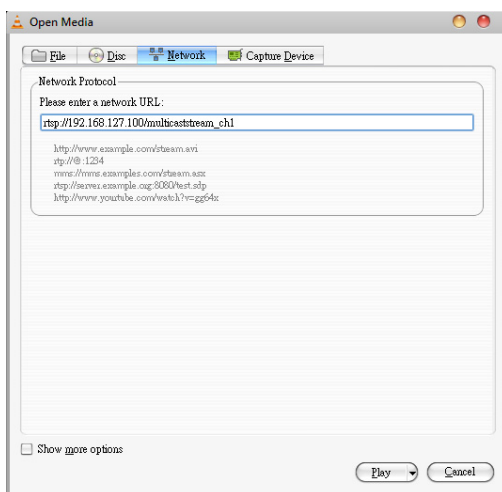 Open Media
File Disc Network Capture Device
Network Protocol
Please enter a network URL:
rtsp://192.168.127.100/multicaststream_ch1
http://www.example.com/stream.avi
rtp://@:1234
mms://mms.examples.com/stream.asx
rtsp://server.example.org:8080/test.sdp
http://www.yourtube.com/watch?v=gg64x
Show more options
Play Cancel